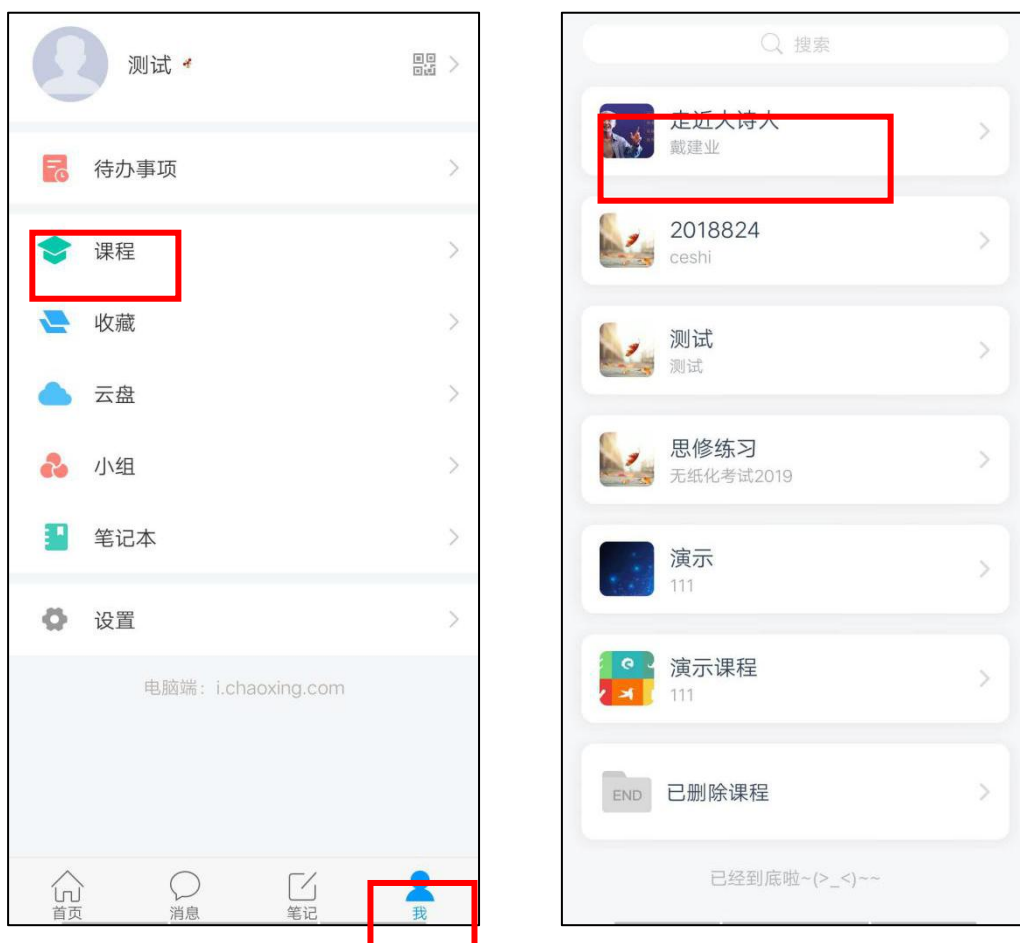 测试
待办事项
课程
收藏
云盘
小组
笔记本
设置
电脑端：i.chaoxing.com
首页
消息
笔记
我
搜索
走近大诗人
戴建业
2018824
ceshi
测试
测试
思修练习
无纸化考试2019
演示
111
演示课程
111
END
已删除课程
已经到底啦~(>_<)~~